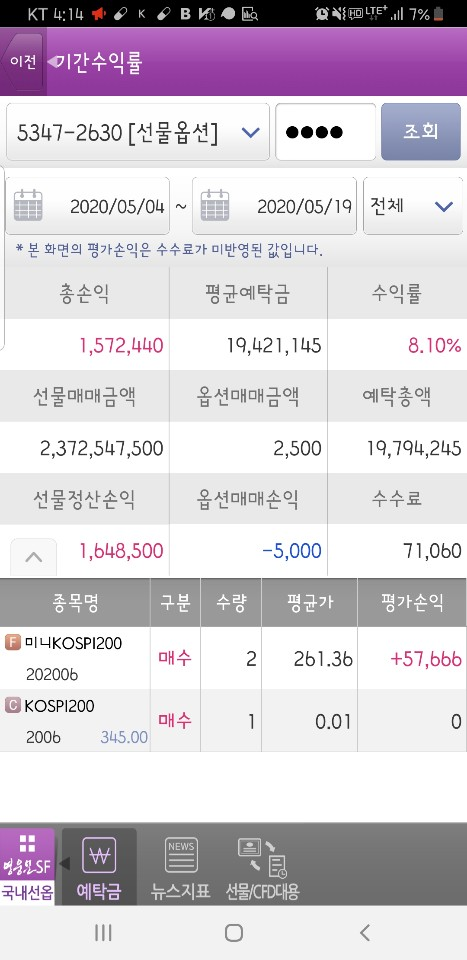 KT 4:14 K B HD LTE+ 7%
이전 기간수익률
5347-2630 [선물옵션] ●●●● 조회
2020/05/04 ~ 2020/05/19 전체
* 본 화면의 평가손익은 수수료가 미반영된 값입니다.
총손익 평균예탁금 수익률
1,572,440 19,421,145 8.10%
선물매매금액 옵션매매금액 예탁총액
2,372,547,500 2,500 19,794,245
선물정산손익 옵션매매손익 수수료
1,648,500 -5,000 71,060
종목명 구분 수량 평균가 평가손익
F 미니KOSPI200 매수 2 261.36 +57,666
202006
C KOSPI200 매수 1 0.01 0
2006 345.00
영웅문SF NEWS
국내선옵 예탁금 뉴스지표 선물/CFD대용